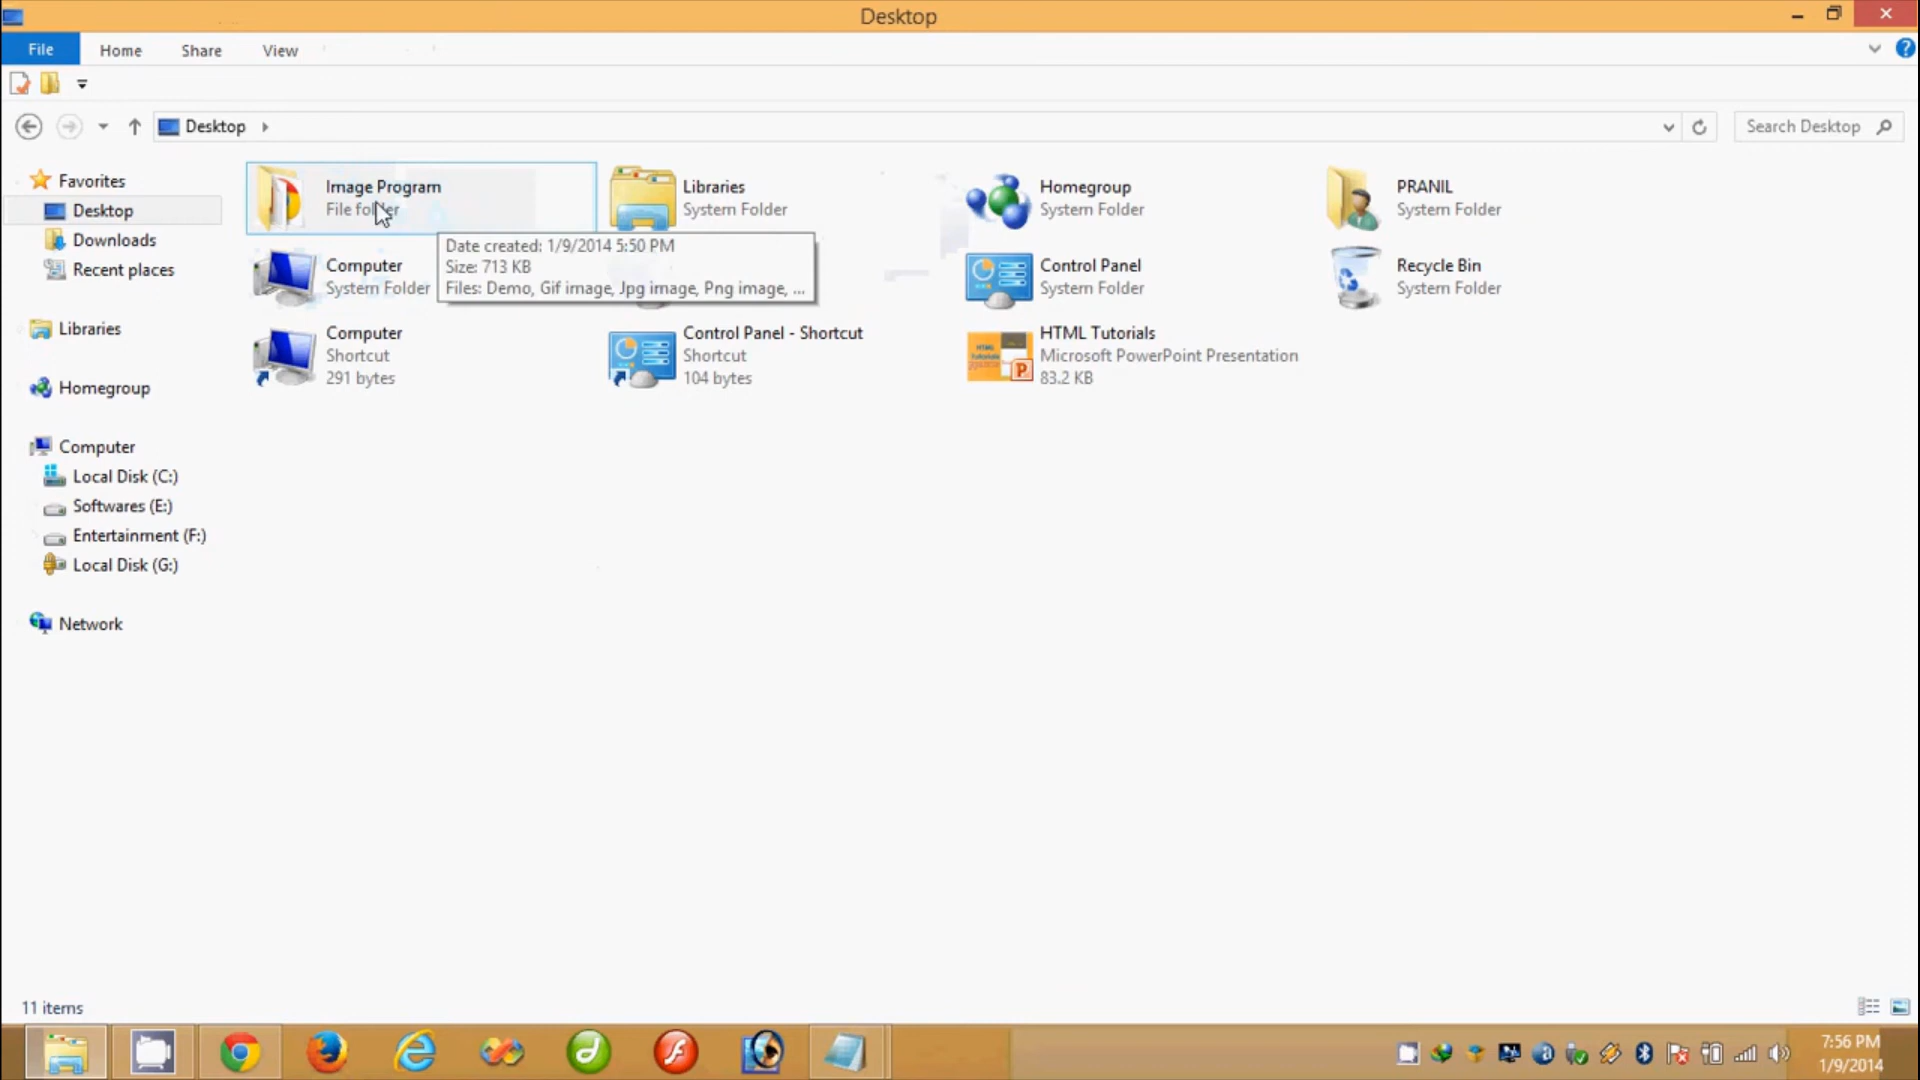 Desktop
File Home Share View
Desktop
Search Desktop
Favorites
Desktop
Downloads
Recent places
Libraries
Homegroup
Computer
Local Disk (C:)
Softwares (E:)
Entertainment (F:)
Local Disk (G:)
Network
Image Program
File folder
Libraries
System Folder
Homegroup
System Folder
PRANIL
System Folder
Computer
System Folder
Date created: 1/9/2014 5:50 PM
Size: 713 KB
Files: Demo, Gif image, Jpg image, Png image, ...
Control Panel
System Folder
Recycle Bin
System Folder
Computer
Shortcut
291 bytes
Control Panel - Shortcut
Shortcut
104 bytes
HTML Tutorials
Microsoft PowerPoint Presentation
83.2 KB
11 items
7:56 PM
1/9/2014